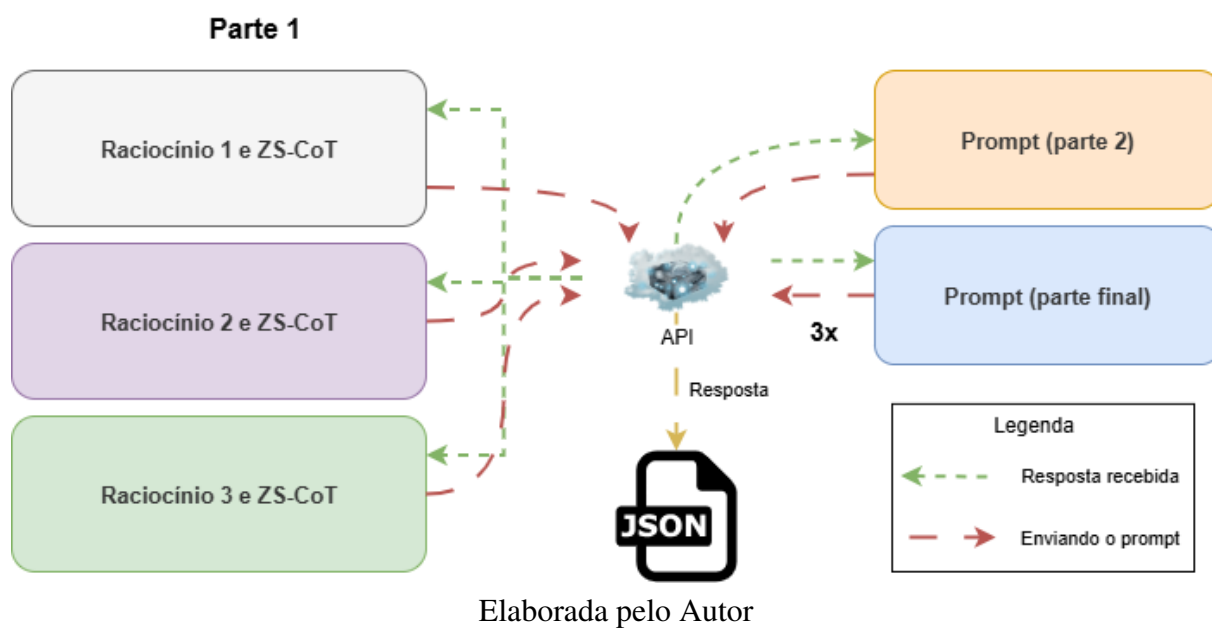 Parte 1
Raciocínio 1 e ZS-CoT
Raciocínio 2 e ZS-CoT
Raciocínio 3 e ZS-CoT
API
Resposta
JSON
Prompt (parte 2)
Prompt (parte final)
3x
Legenda
Resposta recebida
Enviando o prompt
Elaborada pelo Autor